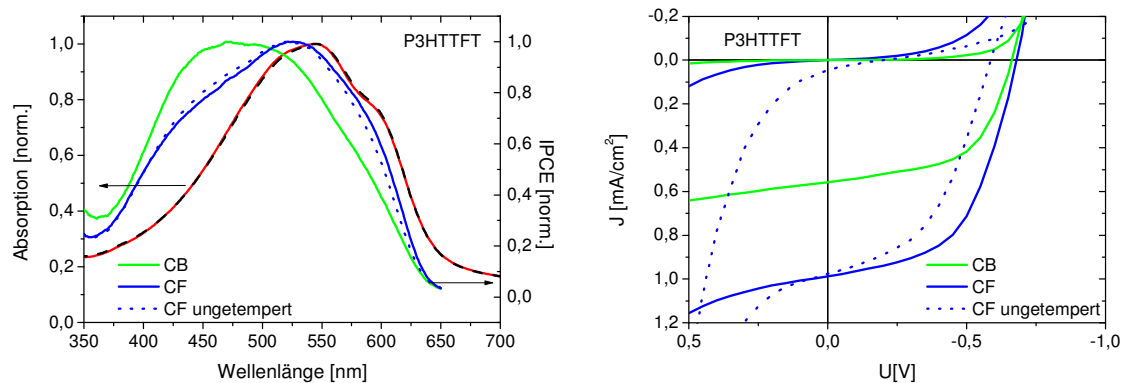 P3HTTFT
1,0
0,8
0,6
0,4
0,2
0,0
Absorption [norm.]
1,0
0,8
0,6
0,4
0,2
0,0
IPCE [norm.]
CB
CF
CF ungetempert
350 400 450 500 550 600 650 700
Wellenlänge [nm]
P3HTTFT
-0,2
0,0
0,2
0,4
0,6
0,8
1,0
1,2
J [mA/cm²]
CB
CF
CF ungetempert
0,5 0,0 -0,5 -1,0
U[V]